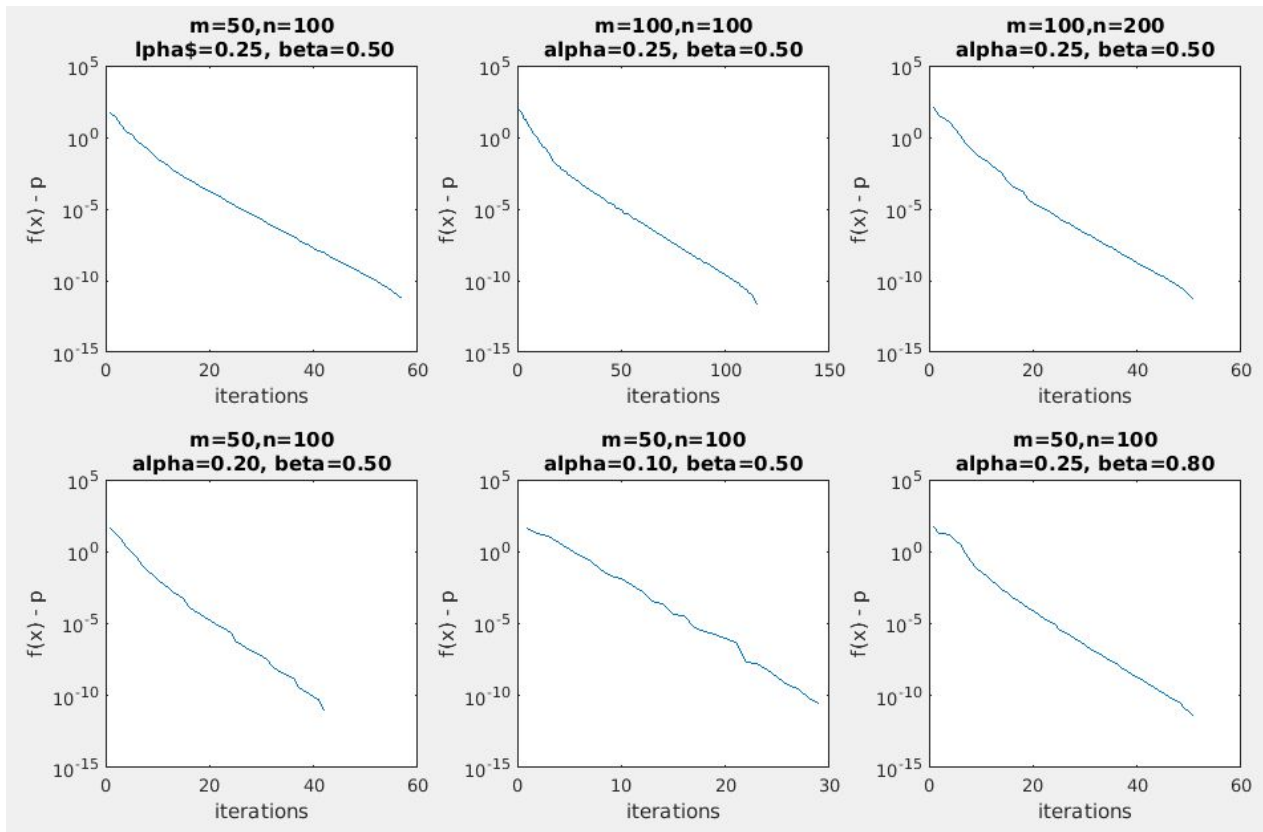 m=50,n=100
lpha$=0.25, beta=0.50
10^5
10^0
10^-5
10^-10
10^-15
f(x) - p
0 20 40 60
iterations
m=100,n=100
alpha=0.25, beta=0.50
10^5
10^0
10^-5
10^-10
10^-15
f(x) - p
0 50 100 150
iterations
m=100,n=200
alpha=0.25, beta=0.50
10^5
10^0
10^-5
10^-10
10^-15
f(x) - p
0 20 40 60
iterations
m=50,n=100
alpha=0.20, beta=0.50
10^5
10^0
10^-5
10^-10
10^-15
f(x) - p
0 20 40 60
iterations
m=50,n=100
alpha=0.10, beta=0.50
10^5
10^0
10^-5
10^-10
10^-15
f(x) - p
0 10 20 30
iterations
m=50,n=100
alpha=0.25, beta=0.80
10^5
10^0
10^-5
10^-10
10^-15
f(x) - p
0 20 40 60
iterations